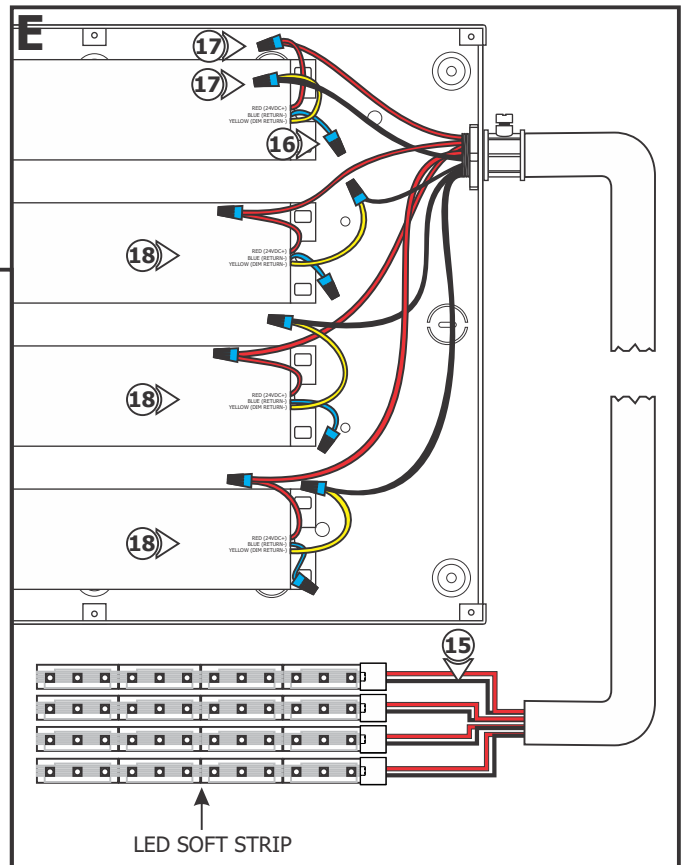 E
17
17
RED (24VDC+)
BLUE (RETURN-)
YELLOW (DIM RETURN-)
16
18
RED (24VDC+)
BLUE (RETURN-)
YELLOW (DIM RETURN-)
18
RED (24VDC+)
BLUE (RETURN-)
YELLOW (DIM RETURN-)
18
RED (24VDC+)
BLUE (RETURN-)
YELLOW (DIM RETURN-)
15
LED SOFT STRIP